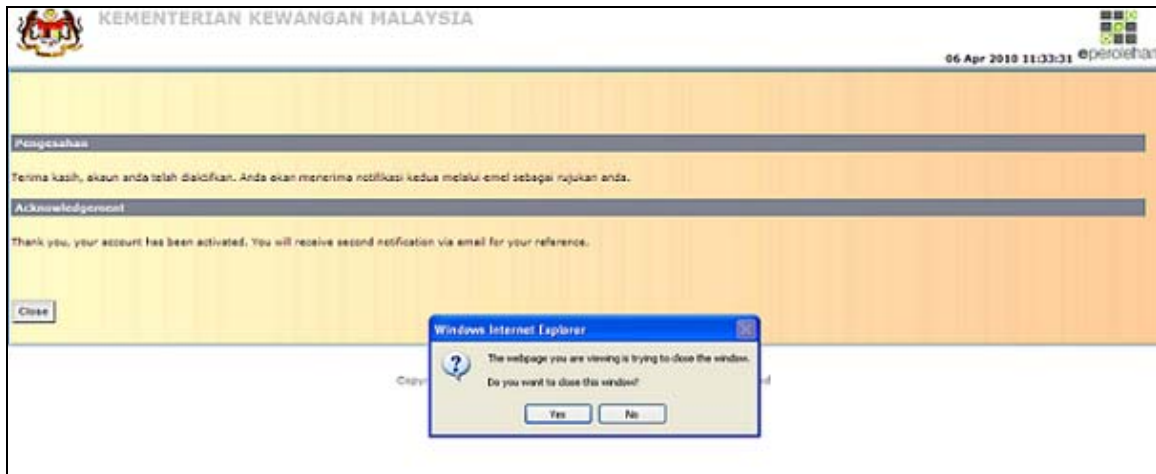 KEMENTERIAN KEWANGAN MALAYSIA
06 Apr 2010 11:33:31 eperolehan
Pengesahan
Terima kasih, akaun anda telah diaktifkan. Anda akan menerima notifikasi kedua melalui emel sebagai rujukan anda.
Acknowledgement
Thank you, your account has been activated. You will receive second notification via email for your reference.
Close
Windows Internet Explorer
The webpage you are viewing is trying to close the window.
Do you want to close this window?
Yes No